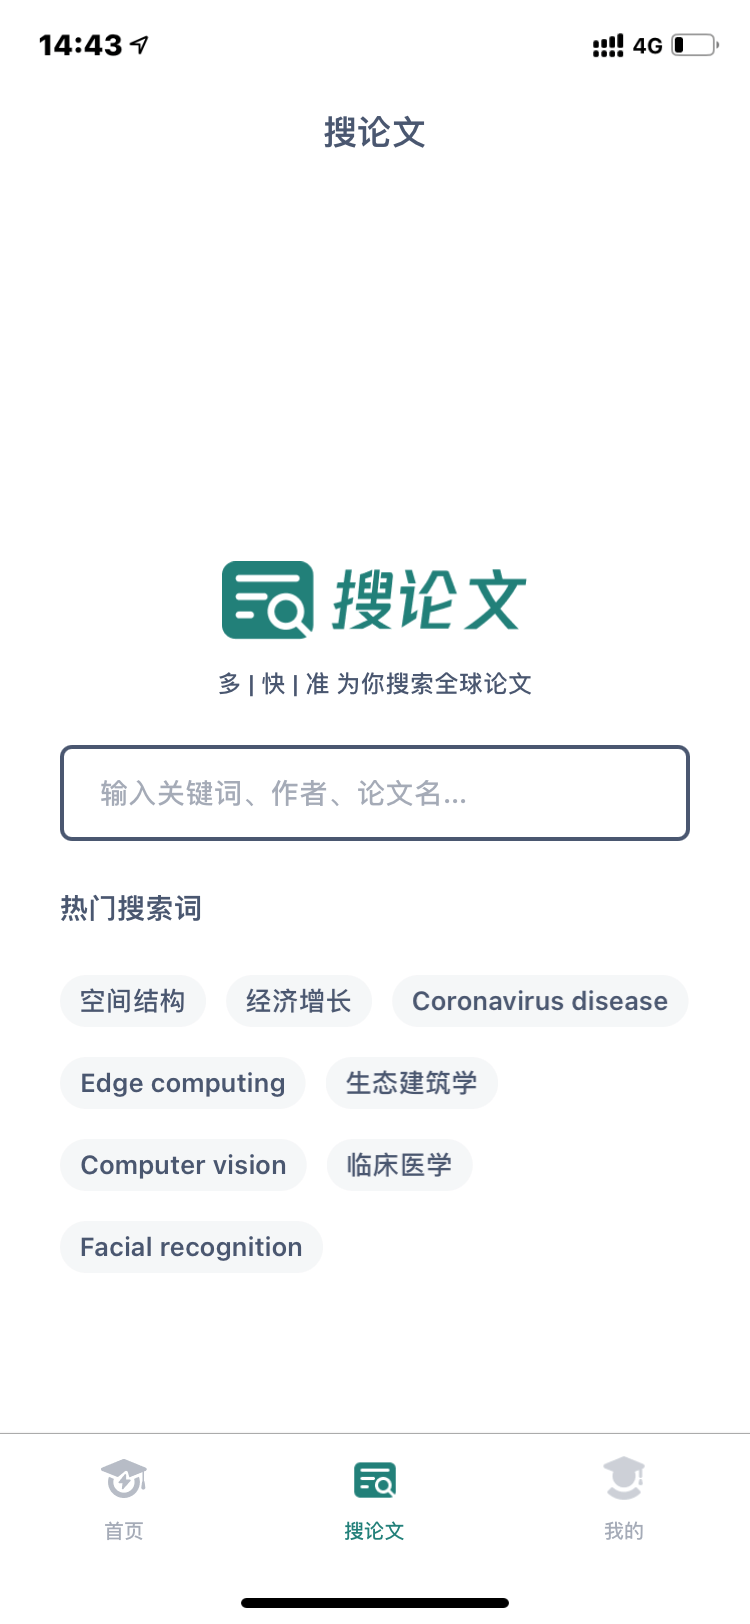 14:43 4G
搜论文
搜论文
多 | 快 | 准 为你搜索全球论文
输入关键词、作者、论文名...
热门搜索词
空间结构 经济增长 Coronavirus disease
Edge computing 生态建筑学
Computer vision 临床医学
Facial recognition
首页 搜论文 我的